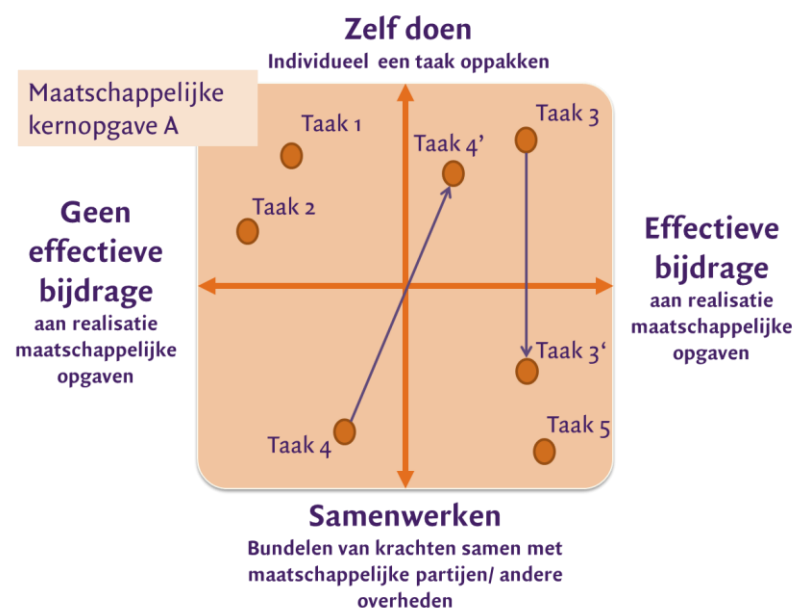 Zelf doen
Individueel een taak oppakken
Maatschappelijke
kernopgave A
Taak 1
Taak 4’
Taak 3
Taak 2
Geen
effectieve
bijdrage
aan realisatie
maatschappelijke
opgaven
Effectieve
bijdrage
aan realisatie
maatschappelijke
opgaven
Taak 3‘
Taak 4
Taak 5
Samenwerken
Bundelen van krachten samen met
maatschappelijke partijen/ andere
overheden